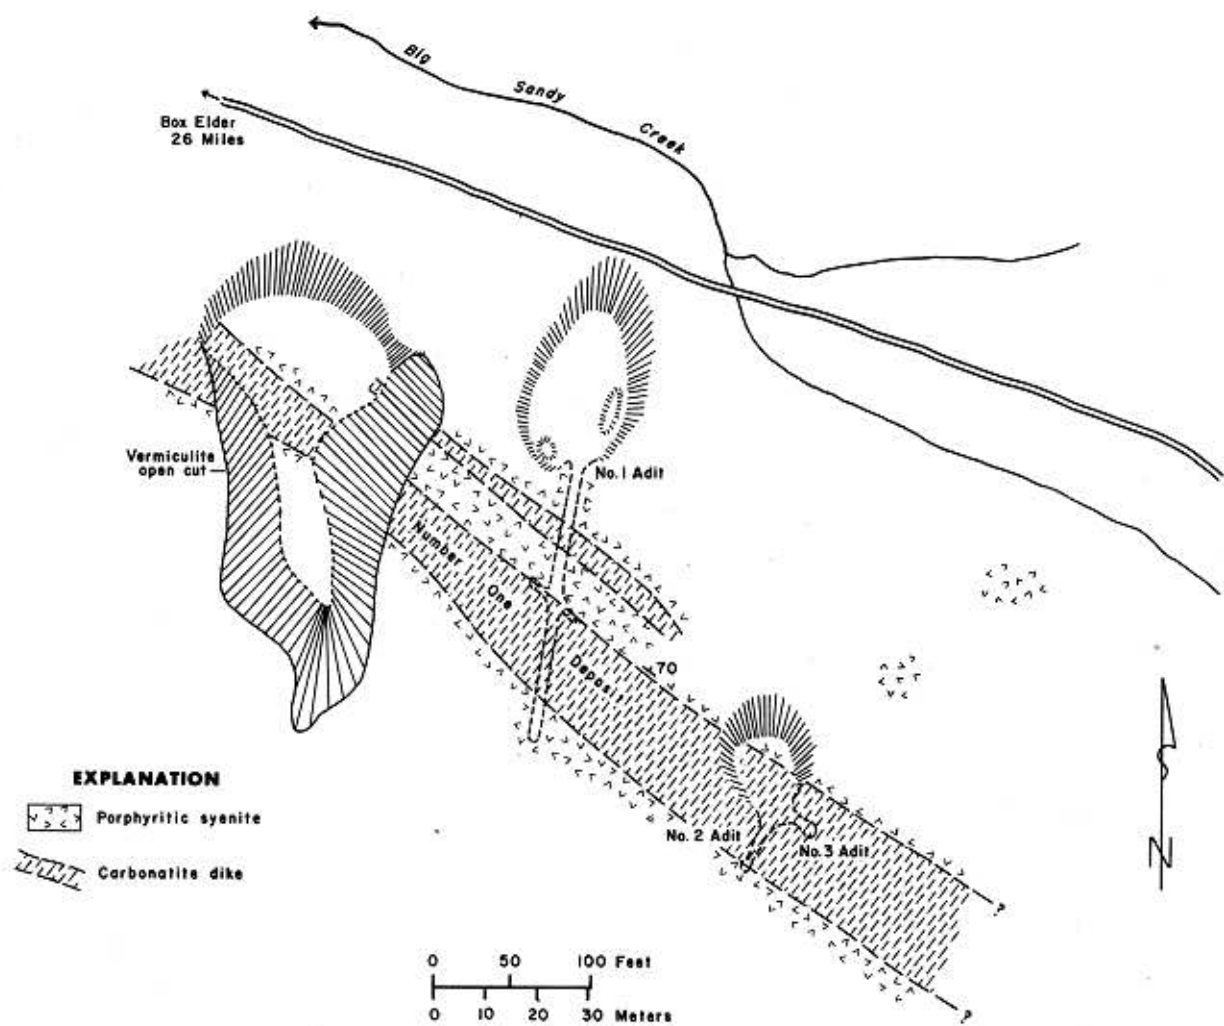 Big Sandy Creek
Box Elder
26 Miles
Vermiculite
open cut
No. 1 Adit
Number One Deposit
70
No. 2 Adit
No. 3 Adit
?
?
EXPLANATION
Porphyritic syenite
Carbonatite dike
N
0 50 100 Feet
0 10 20 30 Meters